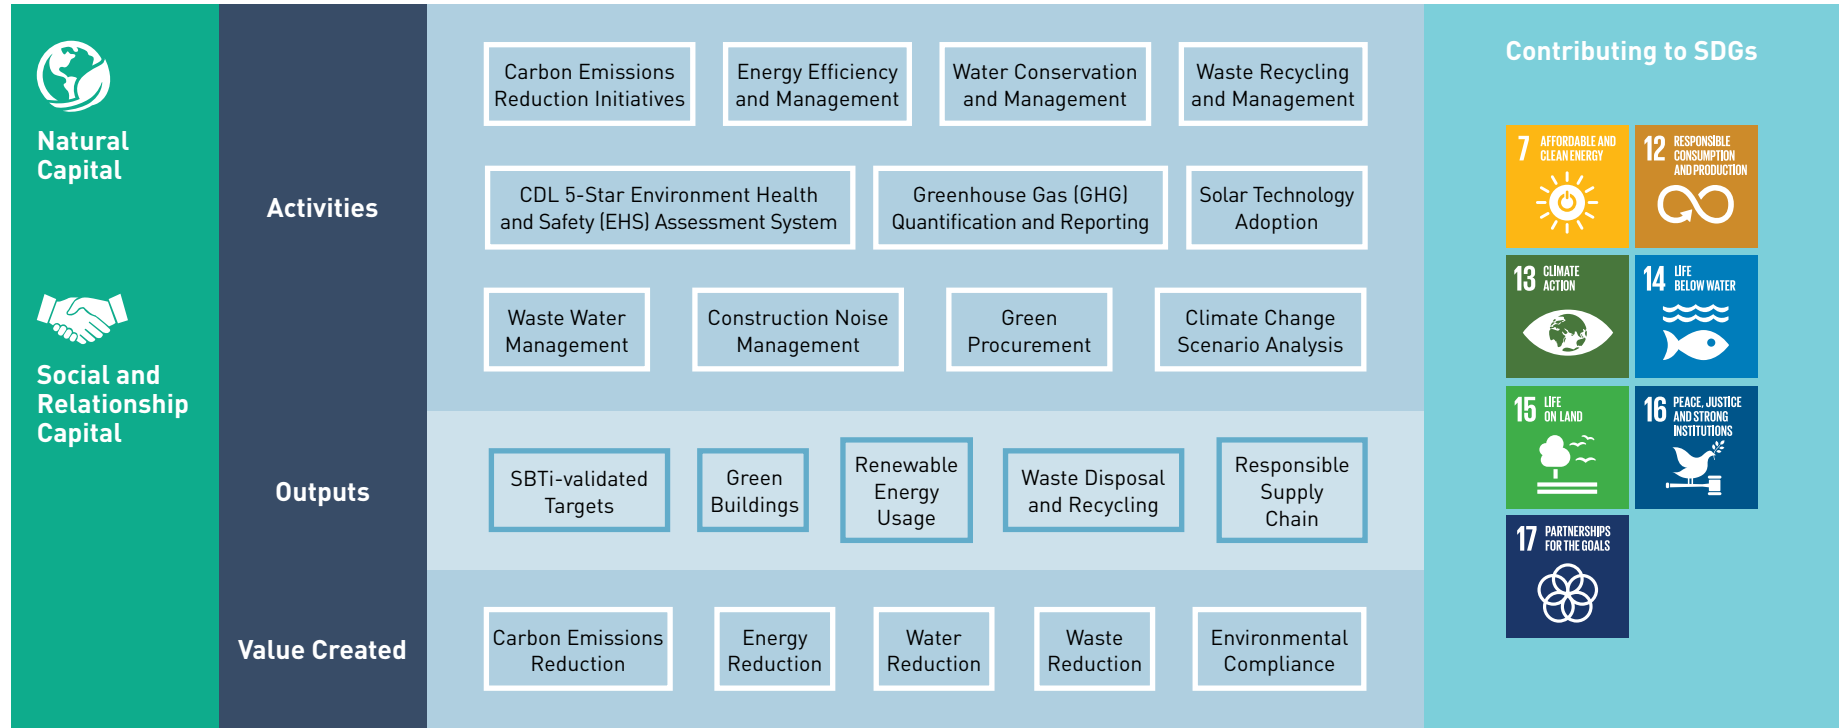 Natural
Capital
Social and
Relationship
Capital
Activities
Carbon Emissions
Reduction Initiatives
Energy Efficiency
and Management
Water Conservation
and Management
Waste Recycling
and Management
CDL 5-Star Environment Health
and Safety (EHS) Assessment System
Greenhouse Gas (GHG)
Quantification and Reporting
Solar Technology
Adoption
Waste Water
Management
Construction Noise
Management
Green
Procurement
Climate Change
Scenario Analysis
Outputs
SBTi-validated
Targets
Green
Buildings
Renewable
Energy
Usage
Waste Disposal
and Recycling
Responsible
Supply
Chain
Value Created
Carbon Emissions
Reduction
Energy
Reduction
Water
Reduction
Waste
Reduction
Environmental
Compliance
Contributing to SDGs
7 AFFORDABLE AND
CLEAN ENERGY
12 RESPONSIBLE
CONSUMPTION
AND PRODUCTION
13 CLIMATE
ACTION
14 LIFE
BELOW WATER
15 LIFE
ON LAND
16 PEACE, JUSTICE
AND STRONG
INSTITUTIONS
17 PARTNERSHIPS
FOR THE GOALS